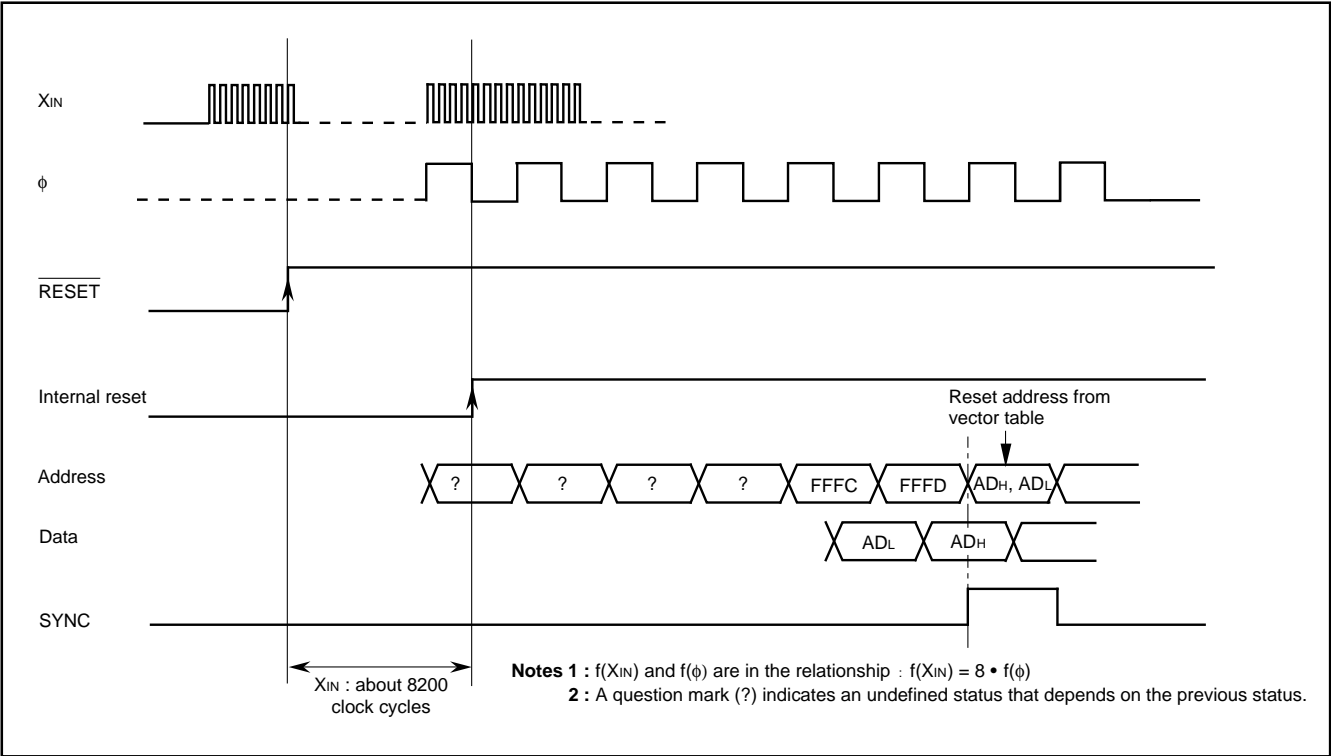 XIN
ϕ
RESET
Internal reset
Reset address from
vector table
Address
? ? ? ? FFFC FFFD ADH, ADL
Data
ADL ADH
SYNC
XIN : about 8200
clock cycles
Notes 1 : f(XIN) and f(ϕ) are in the relationship : f(XIN) = 8 • f(ϕ)
2 : A question mark (?) indicates an undefined status that depends on the previous status.